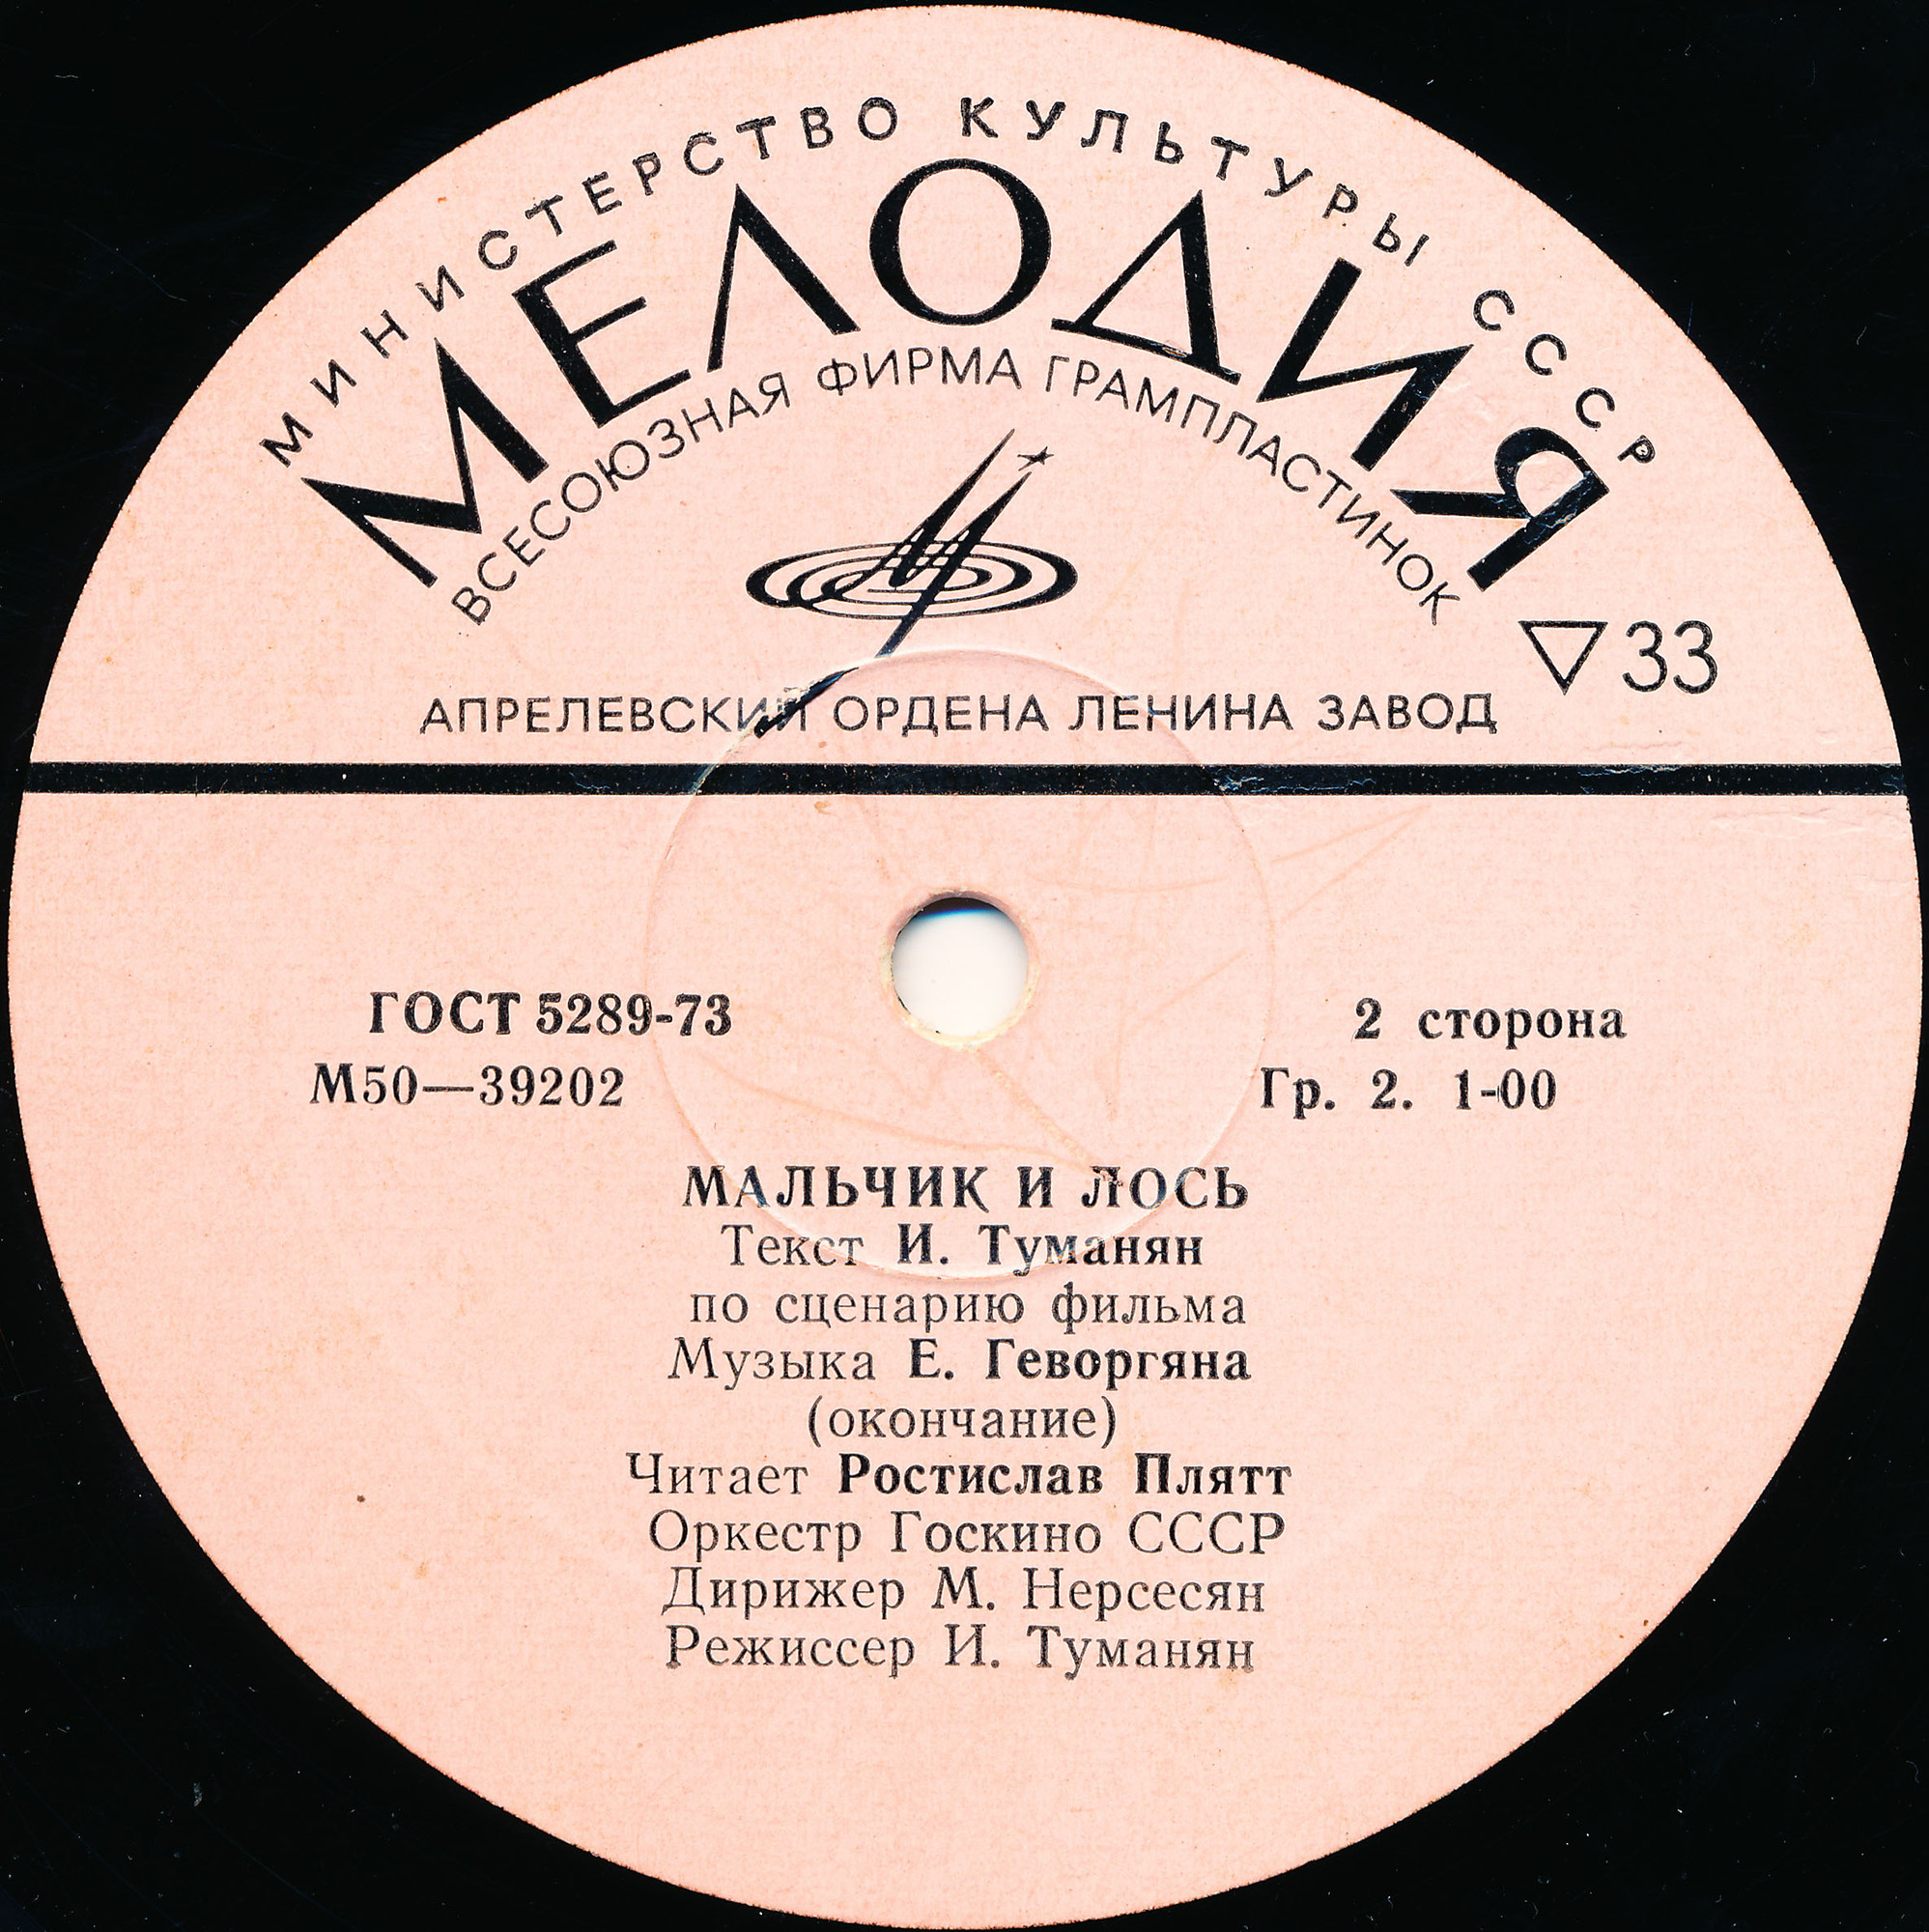 МИНИСТЕРСТВО КУЛЬТУРЫ СССР
МЕЛОДИЯ
ВСЕСОЮЗНАЯ ФИРМА ГРАМПЛАСТИНОК
33
АПРЕЛЕВСКИЙ ОРДЕНА ЛЕНИНА ЗАВОД
ГОСТ 5289-73
2 сторона
М50—39202
Гр. 2. 1-00
МАЛЬЧИК И ЛОСЬ
Текст И. Туманян
по сценарию фильма
Музыка Е. Геворгяна
(окончание)
Читает Ростислав Плятт
Оркестр Госкино СССР
Дирижер М. Нерсесян
Режиссер И. Туманян